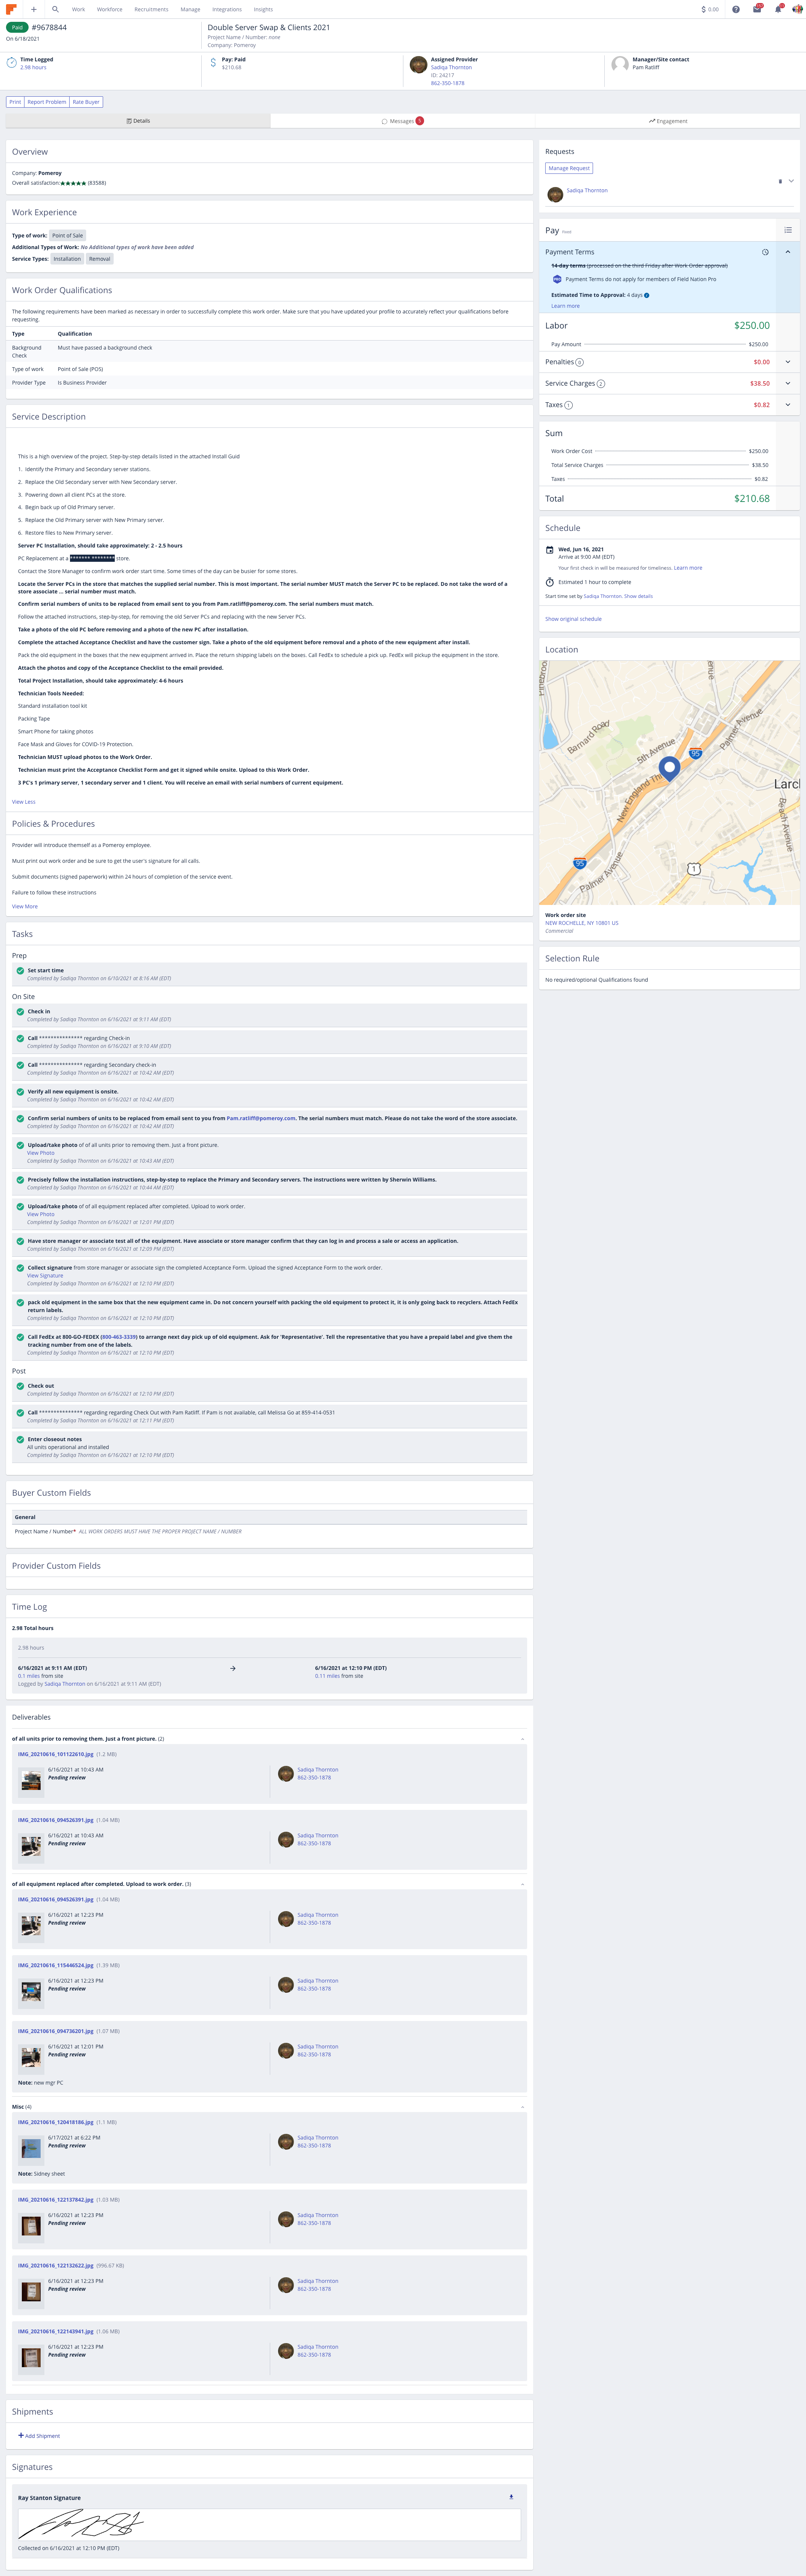 Work Workforce Recruitments Manage Integrations Insights
$ 0.00
Paid #9678844
On 6/18/2021
Double Server Swap & Clients 2021
Project Name / Number: none
Company: Pomeroy
Time Logged
2.98 hours
Pay: Paid
$210.68
Assigned Provider
Sadiqa Thornton
ID: 24217
862-350-1878
Manager/Site contact
Pam Ratliff
Print Report Problem Rate Buyer
Details Messages Engagement
Overview
Company: Pomeroy
Overall satisfaction: (83588)
Work Experience
Type of work: Point of Sale
Additional Types of Work: No Additional types of work have been added
Service Types: Installation Removal
Work Order Qualifications
The following requirements have been marked as necessary in order to successfully complete this work order. Make sure that you have updated your profile to accurately reflect your qualifications before
requesting.
Type Qualification
Background
Check
Must have passed a background check
Type of work Point of Sale (POS)
Provider Type Is Business Provider
Service Description
This is a high overview of the project. Step-by-step details listed in the attached Install Guid
1. Identify the Primary and Secondary server stations.
2. Replace the Old Secondary server with New Secondary server.
3. Powering down all client PCs at the store.
4. Begin back up of Old Primary server.
5. Replace the Old Primary server with New Primary server.
6. Restore files to New Primary server.
Server PC Installation, should take approximately: 2 - 2.5 hours
PC Replacement at a ******* ******** store.
Contact the Store Manager to confirm work order start time. Some times of the day can be busier for some stores.
Locate the Server PCs in the store that matches the supplied serial number. This is most important. The serial number MUST match the Server PC to be replaced. Do not take the word of a
store associate ... serial number must match.
Confirm serial numbers of units to be replaced from email sent to you from Pam.ratliff@pomeroy.com. The serial numbers must match.
Follow the attached instructions, step-by-step, for removing the old Server PCs and replacing with the new Server PCs.
Take a photo of the old PC before removing and a photo of the new PC after installation.
Complete the attached Acceptance Checklist and have the customer sign. Take a photo of the old equipment before removal and a photo of the new equipment after install.
Pack the old equipment in the boxes that the new equipment arrived in. Place the return shipping labels on the boxes. Call FedEx to schedule a pick up. FedEx will pickup the equipment in the store.
Attach the photos and copy of the Acceptance Checklist to the email provided.
Total Project Installation, should take approximately: 4-6 hours
Technician Tools Needed:
Standard installation tool kit
Packing Tape
Smart Phone for taking photos
Face Mask and Gloves for COVID-19 Protection.
Technician MUST upload photos to the Work Order.
Technician must print the Acceptance Checklist Form and get it signed while onsite. Upload to this Work Order.
3 PC's 1 primary server, 1 secondary server and 1 client. You will receive an email with serial numbers of current equipment.
View Less
Policies & Procedures
Provider will introduce themself as a Pomeroy employee.
Must print out work order and be sure to get the user's signature for all calls.
Submit documents (signed paperwork) within 24 hours of completion of the service event.
Failure to follow these instructions
View More
Tasks
Prep
Set start time
Completed by Sadiqa Thornton on 6/10/2021 at 8:16 AM (EDT)
On Site
Check in
Completed by Sadiqa Thornton on 6/16/2021 at 9:11 AM (EDT)
Call *************** regarding Check-in
Completed by Sadiqa Thornton on 6/16/2021 at 9:10 AM (EDT)
Call *************** regarding Secondary check-in
Completed by Sadiqa Thornton on 6/16/2021 at 10:42 AM (EDT)
Verify all new equipment is onsite.
Completed by Sadiqa Thornton on 6/16/2021 at 10:42 AM (EDT)
Confirm serial numbers of units to be replaced from email sent to you from Pam.ratliff@pomeroy.com. The serial numbers must match. Please do not take the word of the store associate.
Completed by Sadiqa Thornton on 6/16/2021 at 10:42 AM (EDT)
Upload/take photo of of all units prior to removing them. Just a front picture.
View Photo
Completed by Sadiqa Thornton on 6/16/2021 at 10:43 AM (EDT)
Precisely follow the installation instructions, step-by-step to replace the Primary and Secondary servers. The instructions were written by Sherwin Williams.
Completed by Sadiqa Thornton on 6/16/2021 at 10:44 AM (EDT)
Upload/take photo of of all equipment replaced after completed. Upload to work order.
View Photo
Completed by Sadiqa Thornton on 6/16/2021 at 12:01 PM (EDT)
Have store manager or associate test all of the equipment. Have associate or store manager confirm that they can log in and process a sale or access an application.
Completed by Sadiqa Thornton on 6/16/2021 at 12:09 PM (EDT)
Collect signature from store manager or associate sign the completed Acceptance Form. Upload the signed Acceptance Form to the work order.
View Signature
Completed by Sadiqa Thornton on 6/16/2021 at 12:10 PM (EDT)
pack old equipment in the same box that the new equipment came in. Do not concern yourself with packing the old equipment to protect it, it is only going back to recyclers. Attach FedEx
return labels.
Completed by Sadiqa Thornton on 6/16/2021 at 12:10 PM (EDT)
Call FedEx at 800-GO-FEDEX (800-463-3339) to arrange next day pick up of old equipment. Ask for 'Representative'. Tell the representative that you have a prepaid label and give them the
tracking number from one of the labels.
Completed by Sadiqa Thornton on 6/16/2021 at 12:10 PM (EDT)
Post
Check out
Completed by Sadiqa Thornton on 6/16/2021 at 12:10 PM (EDT)
Call *************** regarding regarding Check Out with Pam Ratliff. If Pam is not available, call Melissa Go at 859-414-0531
Completed by Sadiqa Thornton on 6/16/2021 at 12:11 PM (EDT)
Enter closeout notes
All units operational and installed
Completed by Sadiqa Thornton on 6/16/2021 at 12:10 PM (EDT)
Buyer Custom Fields
General
Project Name / Number* ALL WORK ORDERS MUST HAVE THE PROPER PROJECT NAME / NUMBER
Provider Custom Fields
Time Log
2.98 Total hours
2.98 hours
6/16/2021 at 9:11 AM (EDT) 6/16/2021 at 12:10 PM (EDT)
0.1 miles from site 0.11 miles from site
Logged by Sadiqa Thornton on 6/16/2021 at 9:11 AM (EDT)
Deliverables
of all units prior to removing them. Just a front picture. (2)
IMG_20210616_101122610.jpg (1.2 MB)
6/16/2021 at 10:43 AM Sadiqa Thornton
Pending review 862-350-1878
IMG_20210616_094526391.jpg (1.04 MB)
6/16/2021 at 10:43 AM Sadiqa Thornton
Pending review 862-350-1878
of all equipment replaced after completed. Upload to work order. (3)
IMG_20210616_094526391.jpg (1.04 MB)
6/16/2021 at 12:23 PM Sadiqa Thornton
Pending review 862-350-1878
IMG_20210616_115446524.jpg (1.39 MB)
6/16/2021 at 12:23 PM Sadiqa Thornton
Pending review 862-350-1878
IMG_20210616_094736201.jpg (1.07 MB)
6/16/2021 at 12:01 PM Sadiqa Thornton
Pending review 862-350-1878
Note: new mgr PC
Misc (4)
IMG_20210616_120418186.jpg (1.1 MB)
6/17/2021 at 6:22 PM Sadiqa Thornton
Pending review 862-350-1878
Note: Sidney sheet
IMG_20210616_122137842.jpg (1.03 MB)
6/16/2021 at 12:23 PM Sadiqa Thornton
Pending review 862-350-1878
IMG_20210616_122132622.jpg (996.67 KB)
6/16/2021 at 12:23 PM Sadiqa Thornton
Pending review 862-350-1878
IMG_20210616_122143941.jpg (1.06 MB)
6/16/2021 at 12:23 PM Sadiqa Thornton
Pending review 862-350-1878
Shipments
Add Shipment
Signatures
Ray Stanton Signature
Collected on 6/16/2021 at 12:10 PM (EDT)
Requests
Manage Request
Sadiqa Thornton
Pay Fixed
Payment Terms
14-day terms (processed on the third Friday after Work Order approval)
Payment Terms do not apply for members of Field Nation Pro
Estimated Time to Approval: 4 days
Learn more
Labor $250.00
Pay Amount $250.00
Penalties 0 $0.00
Service Charges 2 $38.50
Taxes 1 $0.82
Sum
Work Order Cost $250.00
Total Service Charges $38.50
Taxes $0.82
Total $210.68
Schedule
Wed, Jun 16, 2021
Arrive at 9:00 AM (EDT)
Your first check in will be measured for timeliness. Learn more
Estimated 1 hour to complete
Start time set by Sadiqa Thornton. Show details
Show original schedule
Location
Barnard Road
5th Avenue
95
Palmer Avenue
New England Th
Larc
Beach Avenue
95
1
Palmer Avenue
Work order site
NEW ROCHELLE, NY 10801 US
Commercial
Selection Rule
No required/optional Qualifications found